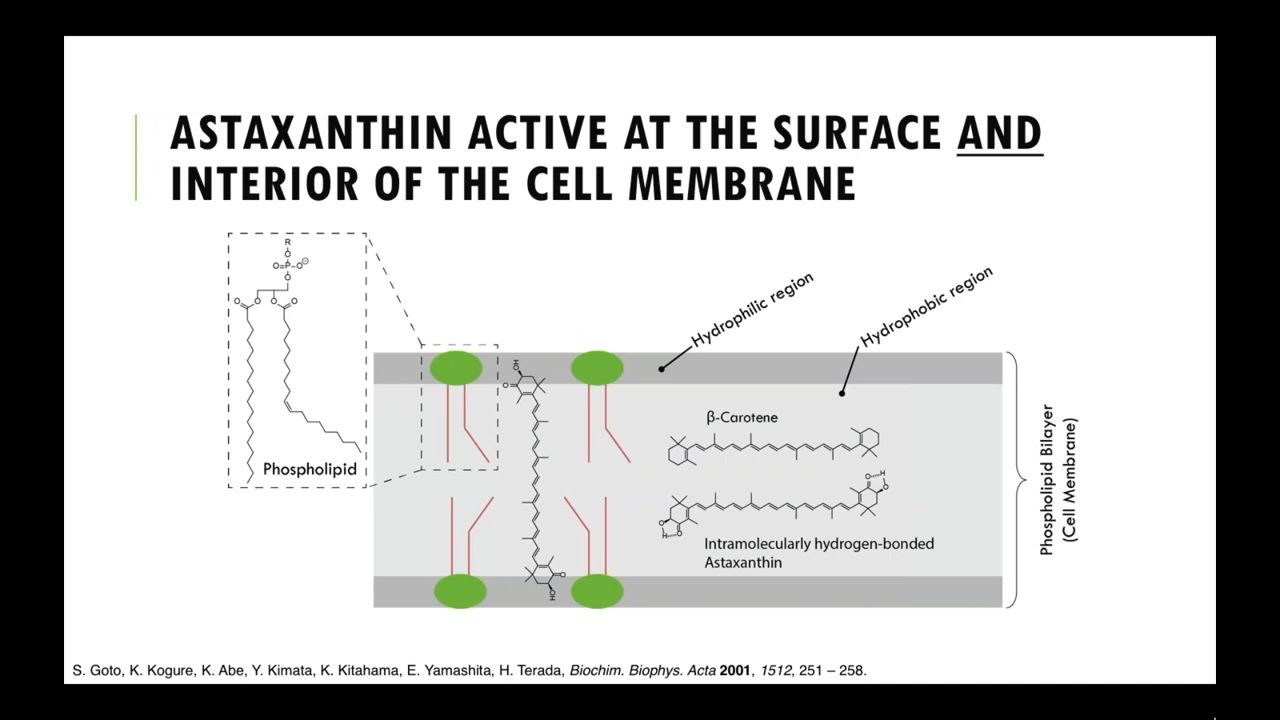 ASTAXANTHIN ACTIVE AT THE SURFACE AND
INTERIOR OF THE CELL MEMBRANE
R
O
O=P–O⊖
O
O
O
O
O
Phospholipid
Hydrophilic region
Hydrophobic region
OH
O
O
OH
β-Carotene
O
H
O
O
H
O
Intramolecularly hydrogen-bonded
Astaxanthin
Phospholipid Bilayer
(Cell Membrane)
S. Goto, K. Kogure, K. Abe, Y. Kimata, K. Kitahama, E. Yamashita, H. Terada, Biochim. Biophys. Acta 2001, 1512, 251 – 258.